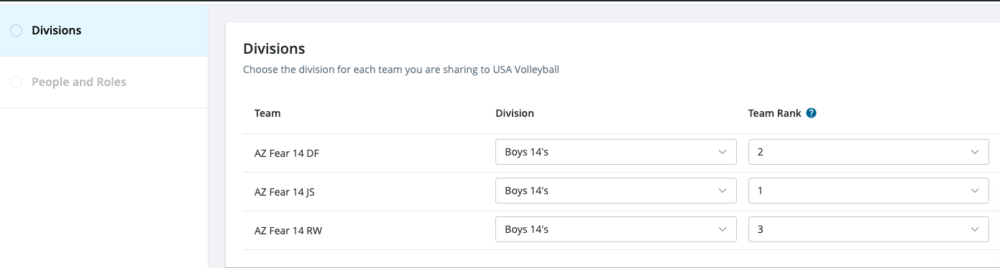 Divisions
People and Roles
Divisions
Choose the division for each team you are sharing to USA Volleyball
Team Division Team Rank ?
AZ Fear 14 DF Boys 14's 2
AZ Fear 14 JS Boys 14's 1
AZ Fear 14 RW Boys 14's 3